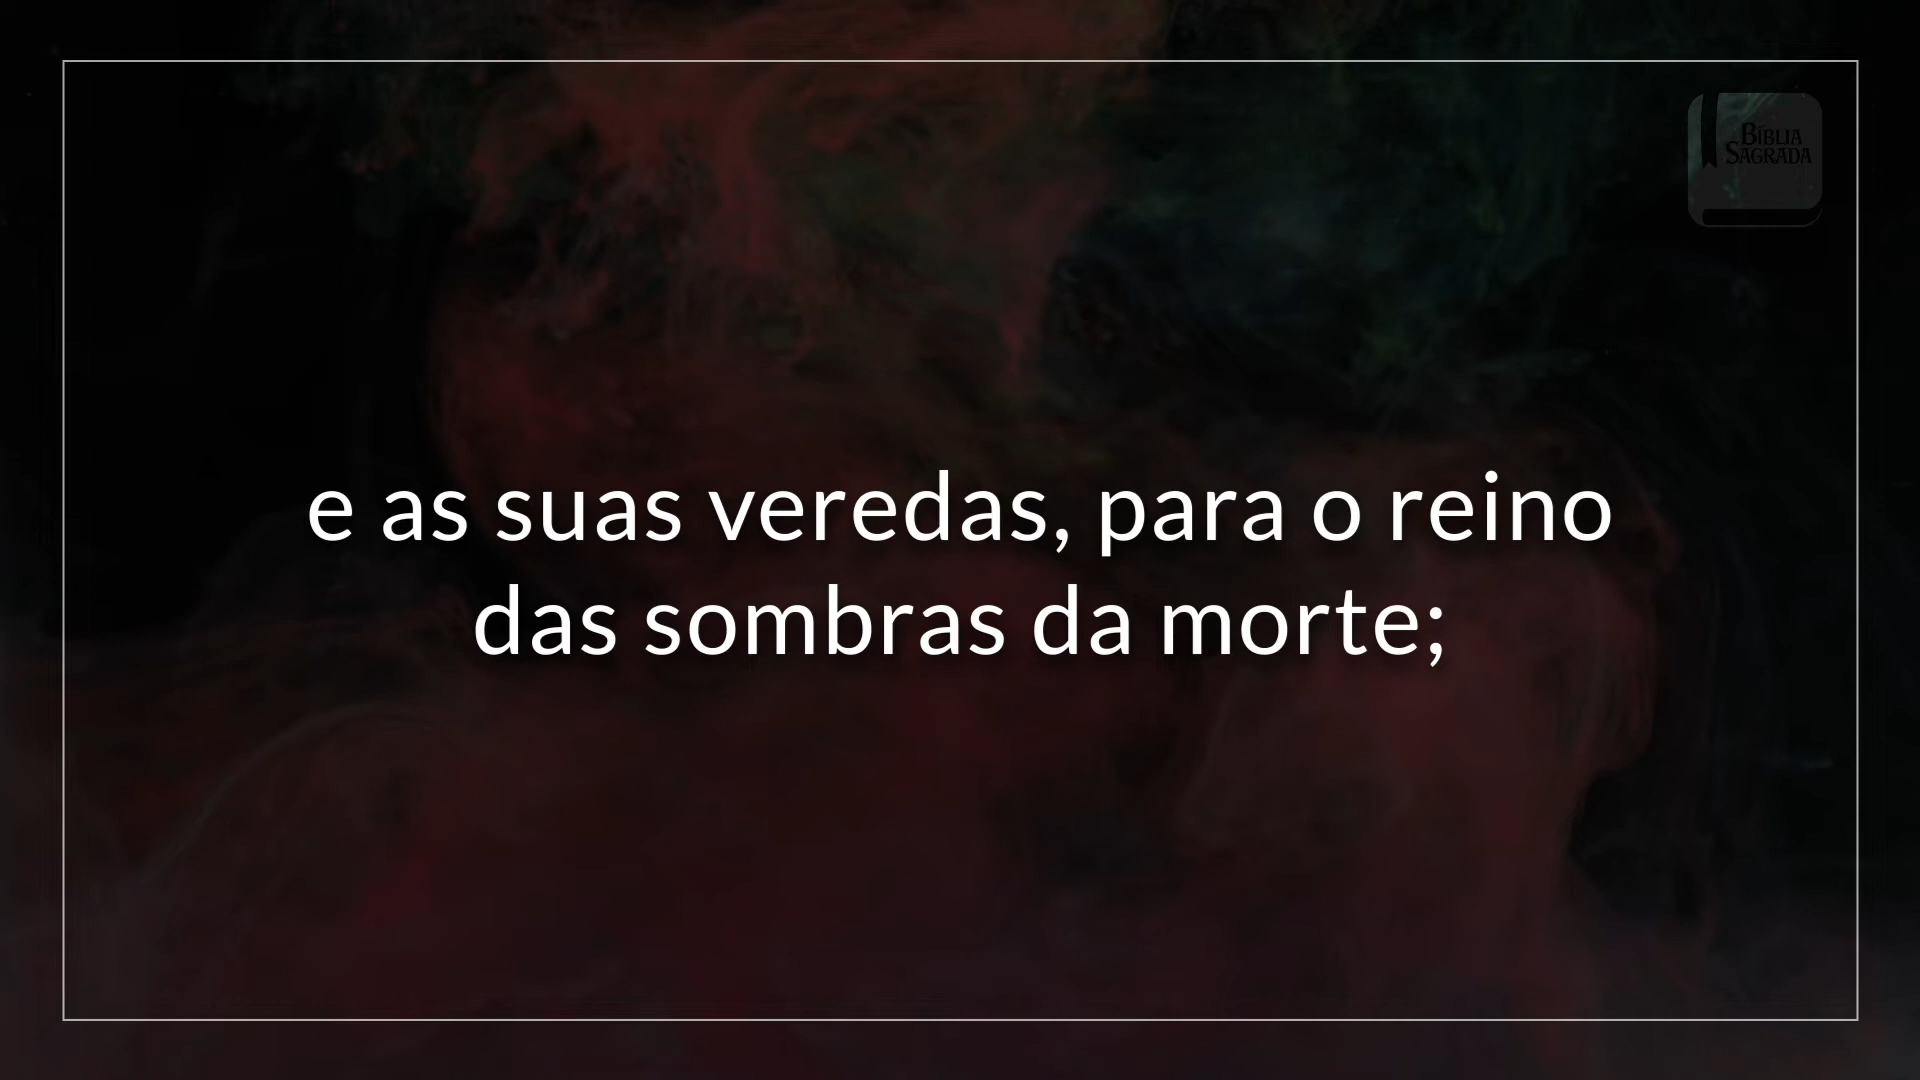 BÍBLIA
SAGRADA
e as suas veredas, para o reino
das sombras da morte;